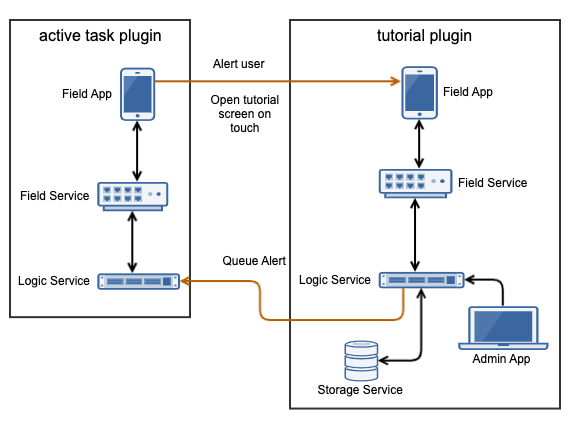 active task plugin
tutorial plugin
Alert user
Field App
Field App
Open tutorial
screen on
touch
Field Service
Field Service
Queue Alert
Logic Service
Logic Service
Admin App
Storage Service